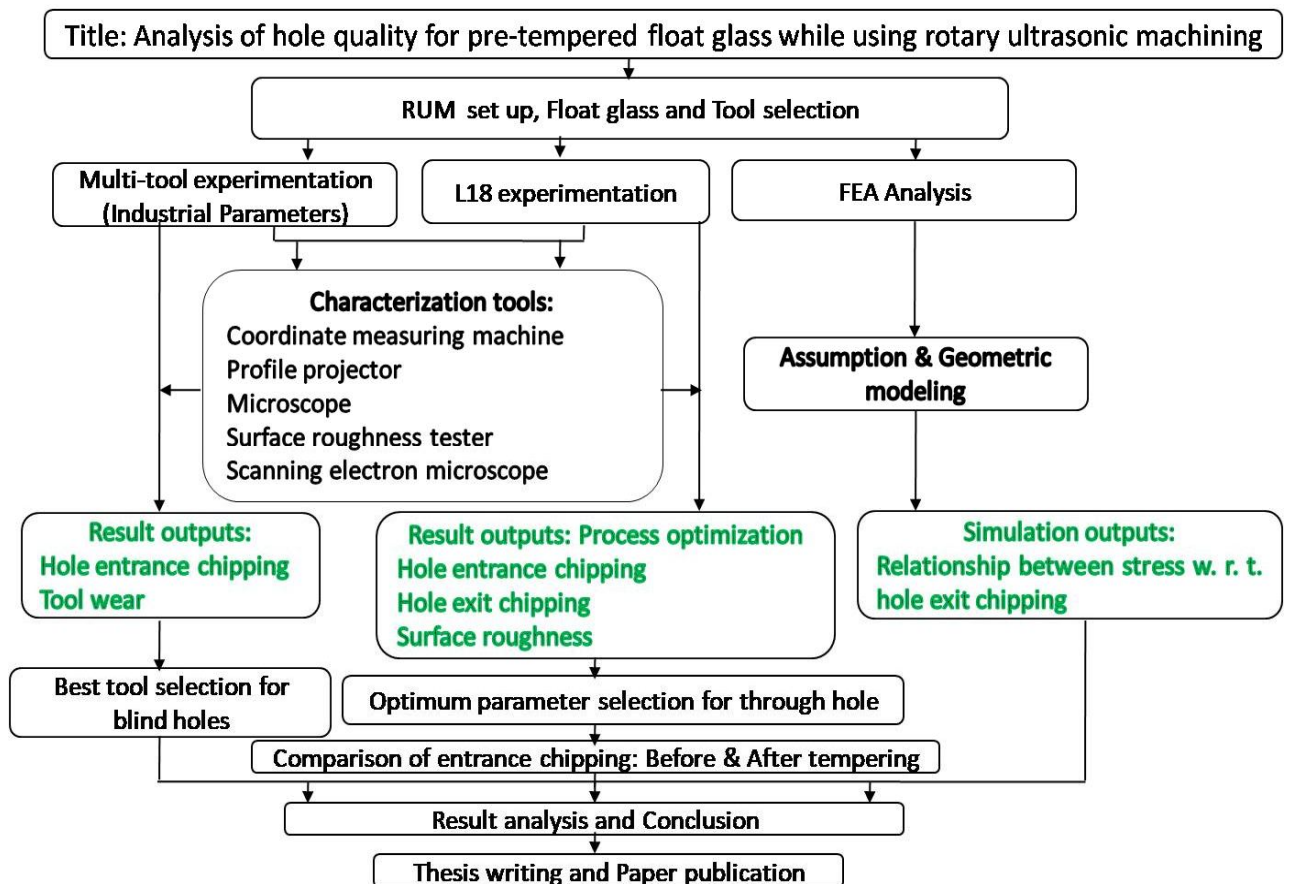 Title: Analysis of hole quality for pre-tempered float glass while using rotary ultrasonic machining
RUM set up, Float glass and Tool selection
Multi-tool experimentation
(Industrial Parameters)
L18 experimentation
FEA Analysis
Characterization tools:
Coordinate measuring machine
Profile projector
Microscope
Surface roughness tester
Scanning electron microscope
Assumption & Geometric
modeling
Result outputs:
Hole entrance chipping
Tool wear
Result outputs: Process optimization
Hole entrance chipping
Hole exit chipping
Surface roughness
Simulation outputs:
Relationship between stress w. r. t.
hole exit chipping
Best tool selection for
blind holes
Optimum parameter selection for through hole
Comparison of entrance chipping: Before & After tempering
Result analysis and Conclusion
Thesis writing and Paper publication